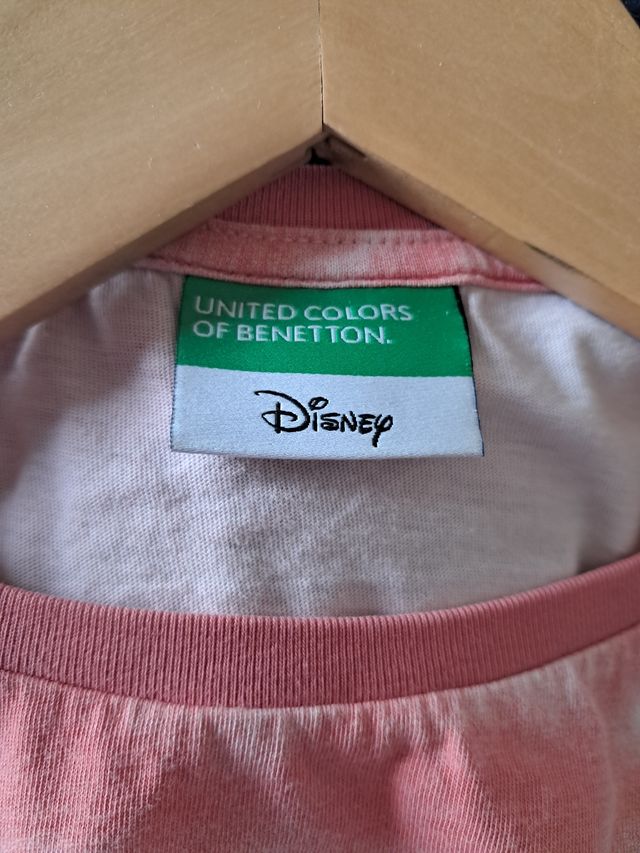 UNITED COLORS
OF BENETTON.
Disney